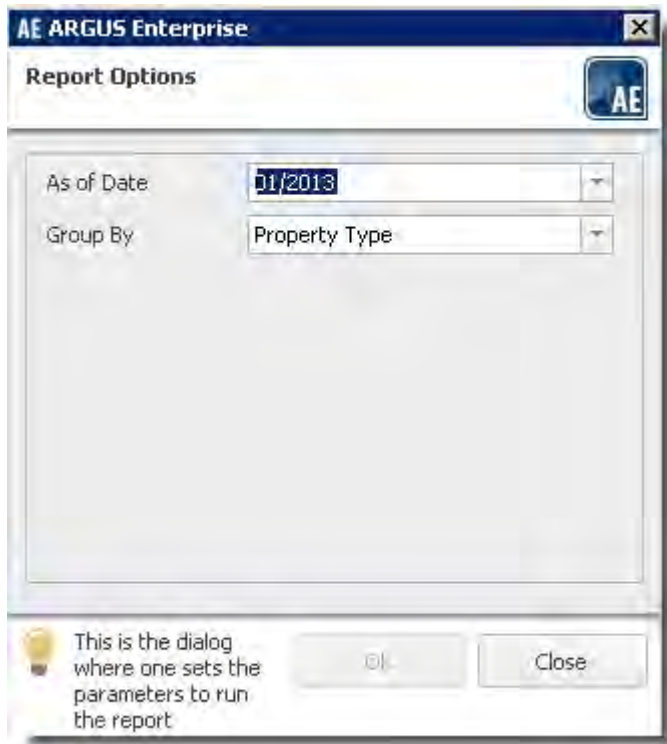 AE ARGUS Enterprise
Report Options
AE
As of Date 01/2013
Group By Property Type
This is the dialog
where one sets the
parameters to run
the report
Ok Close